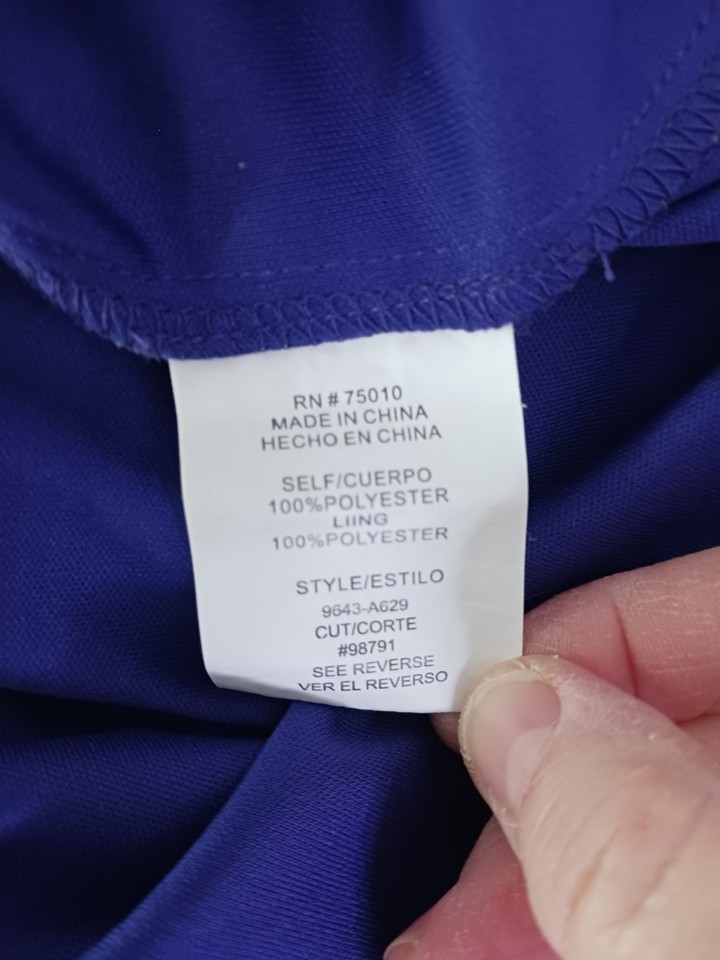 RN # 75010
MADE IN CHINA
HECHO EN CHINA
SELF/CUERPO
100%POLYESTER
LIING
100%POLYESTER
STYLE/ESTILO
9643-A629
CUT/CORTE
#98791
SEE REVERSE
VER EL REVERSO